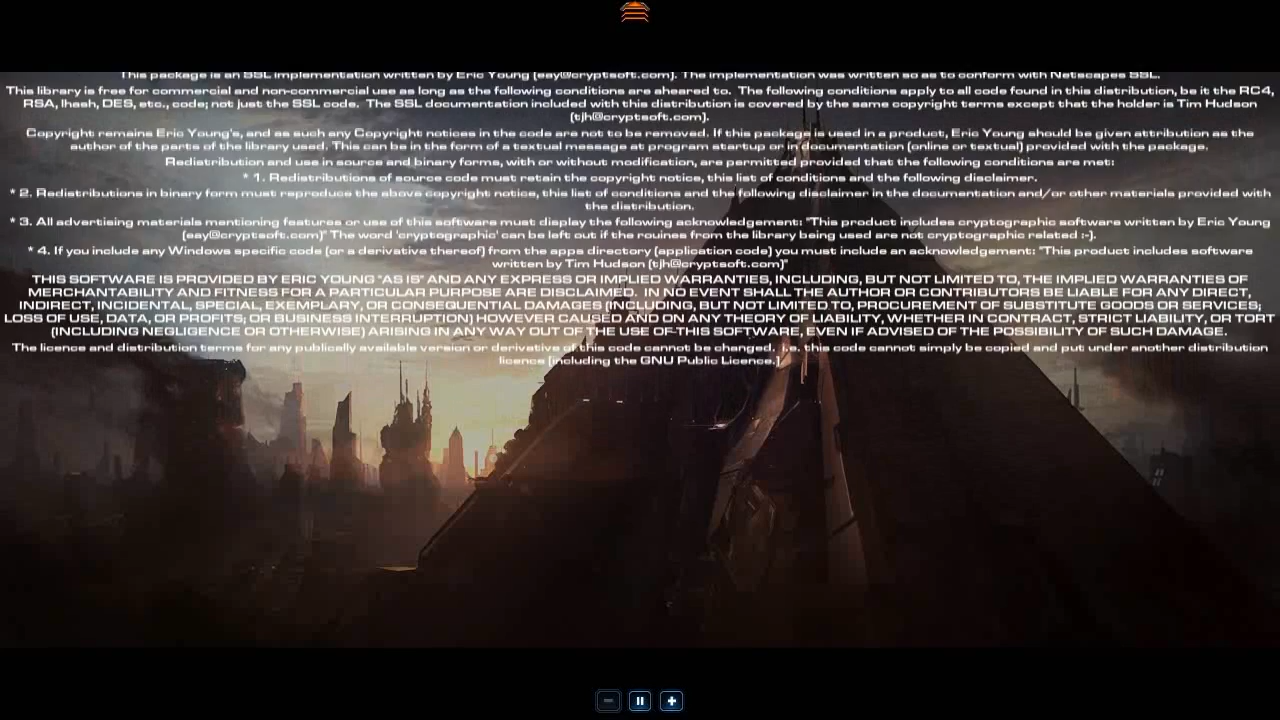 This package is an SSL implementation written by Eric Young (eay@cryptsoft.com). The implementation was written so as to conform with Netscapes SSL.
This library is free for commercial and non-commercial use as long as the following conditions are aheared to.  The following conditions apply to all code found in this distribution, be it the RC4,
RSA, lhash, DES, etc., code; not just the SSL code.  The SSL documentation included with this distribution is covered by the same copyright terms except that the holder is Tim Hudson
(tjh@cryptsoft.com).
Copyright remains Eric Young's, and as such any Copyright notices in the code are not to be removed. If this package is used in a product, Eric Young should be given attribution as the
author of the parts of the library used. This can be in the form of a textual message at program startup or in documentation (online or textual) provided with the package.
Redistribution and use in source and binary forms, with or without modification, are permitted provided that the following conditions are met:
* 1. Redistributions of source code must retain the copyright notice, this list of conditions and the following disclaimer.
* 2. Redistributions in binary form must reproduce the above copyright notice, this list of conditions and the following disclaimer in the documentation and/or other materials provided with
the distribution.
* 3. All advertising materials mentioning features or use of this software must display the following acknowledgement: "This product includes cryptographic software written by Eric Young
(eay@cryptsoft.com)" The word 'cryptographic' can be left out if the rouines from the library being used are not cryptographic related :-).
* 4. If you include any Windows specific code (or a derivative thereof) from the apps directory (application code) you must include an acknowledgement: "This product includes software
written by Tim Hudson (tjh@cryptsoft.com)"
THIS SOFTWARE IS PROVIDED BY ERIC YOUNG "AS IS" AND ANY EXPRESS OR IMPLIED WARRANTIES, INCLUDING, BUT NOT LIMITED TO, THE IMPLIED WARRANTIES OF
MERCHANTABILITY AND FITNESS FOR A PARTICULAR PURPOSE ARE DISCLAIMED.  IN NO EVENT SHALL THE AUTHOR OR CONTRIBUTORS BE LIABLE FOR ANY DIRECT,
INDIRECT, INCIDENTAL, SPECIAL, EXEMPLARY, OR CONSEQUENTIAL DAMAGES (INCLUDING, BUT NOT LIMITED TO, PROCUREMENT OF SUBSTITUTE GOODS OR SERVICES;
LOSS OF USE, DATA, OR PROFITS; OR BUSINESS INTERRUPTION) HOWEVER CAUSED AND ON ANY THEORY OF LIABILITY, WHETHER IN CONTRACT, STRICT LIABILITY, OR TORT
(INCLUDING NEGLIGENCE OR OTHERWISE) ARISING IN ANY WAY OUT OF THE USE OF THIS SOFTWARE, EVEN IF ADVISED OF THE POSSIBILITY OF SUCH DAMAGE.
The licence and distribution terms for any publically available version or derivative of this code cannot be changed.  i.e. this code cannot simply be copied and put under another distribution
licence [including the GNU Public Licence.]